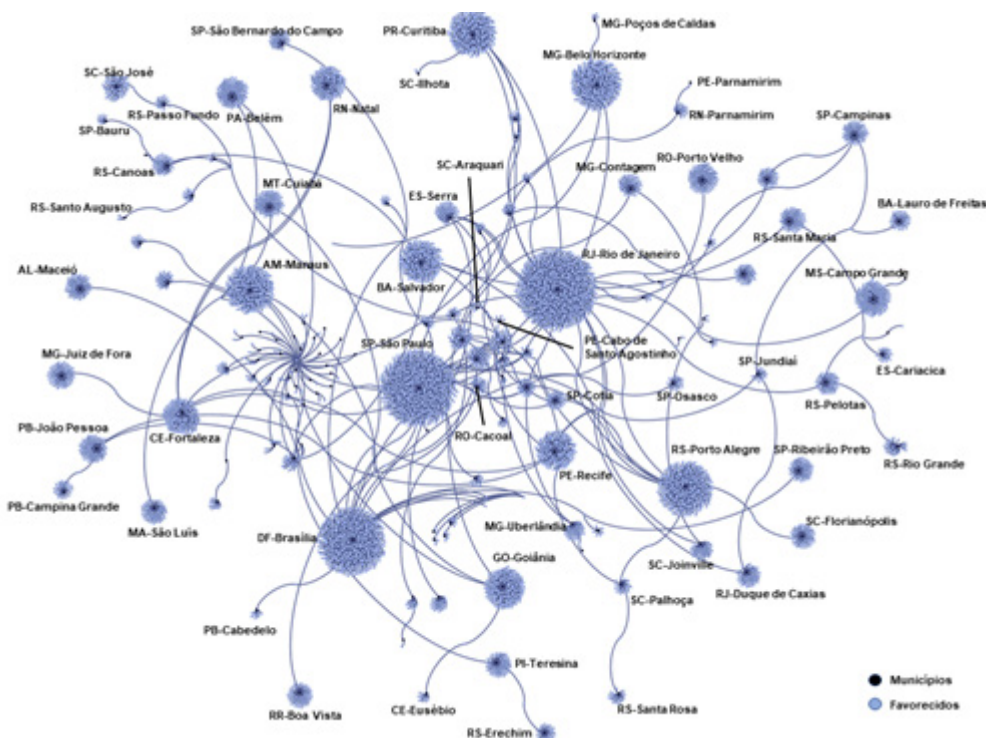 MG-Poços de Caldas
SP-São Bernardo do Campo
PR-Curitiba
MG-Belo Horizonte
SC-São José
SC-Ilhota
PE-Parnamirim
RS-Passo Fundo
PA-Belém
RN-Natal
RN-Parnamirim
SP-Campinas
SP-Bauru
SC-Araquari
MG-Contagem
RO-Porto Velho
RS-Canoas
MT-Cuiabá
ES-Serra
BA-Lauro de Freitas
RS-Santo Augusto
RS-Santa Maria
RJ-Rio de Janeiro
AL-Maceió
AM-Manaus
BA-Salvador
MS-Campo Grande
SP-São Paulo
PE-Cabo de
Santo Agostinho
MG-Juiz de Fora
SP-Jundiaí
ES-Cariacica
SP-Cotia
SP-Osasco
RS-Pelotas
PB-João Pessoa
CE-Fortaleza
RO-Cacoal
RS-Porto Alegre
SP-Ribeirão Preto
RS-Rio Grande
PE-Recife
PB-Campina Grande
MA-São Luis
DF-Brasília
MG-Uberlândia
SC-Florianópolis
GO-Goiânia
SC-Joinville
RJ-Duque de Caxias
SC-Palhoça
PB-Cabedelo
PI-Teresina
Municípios
RR-Boa Vista
CE-Eusébio
RS-Santa Rosa
Favorecidos
RS-Erechim